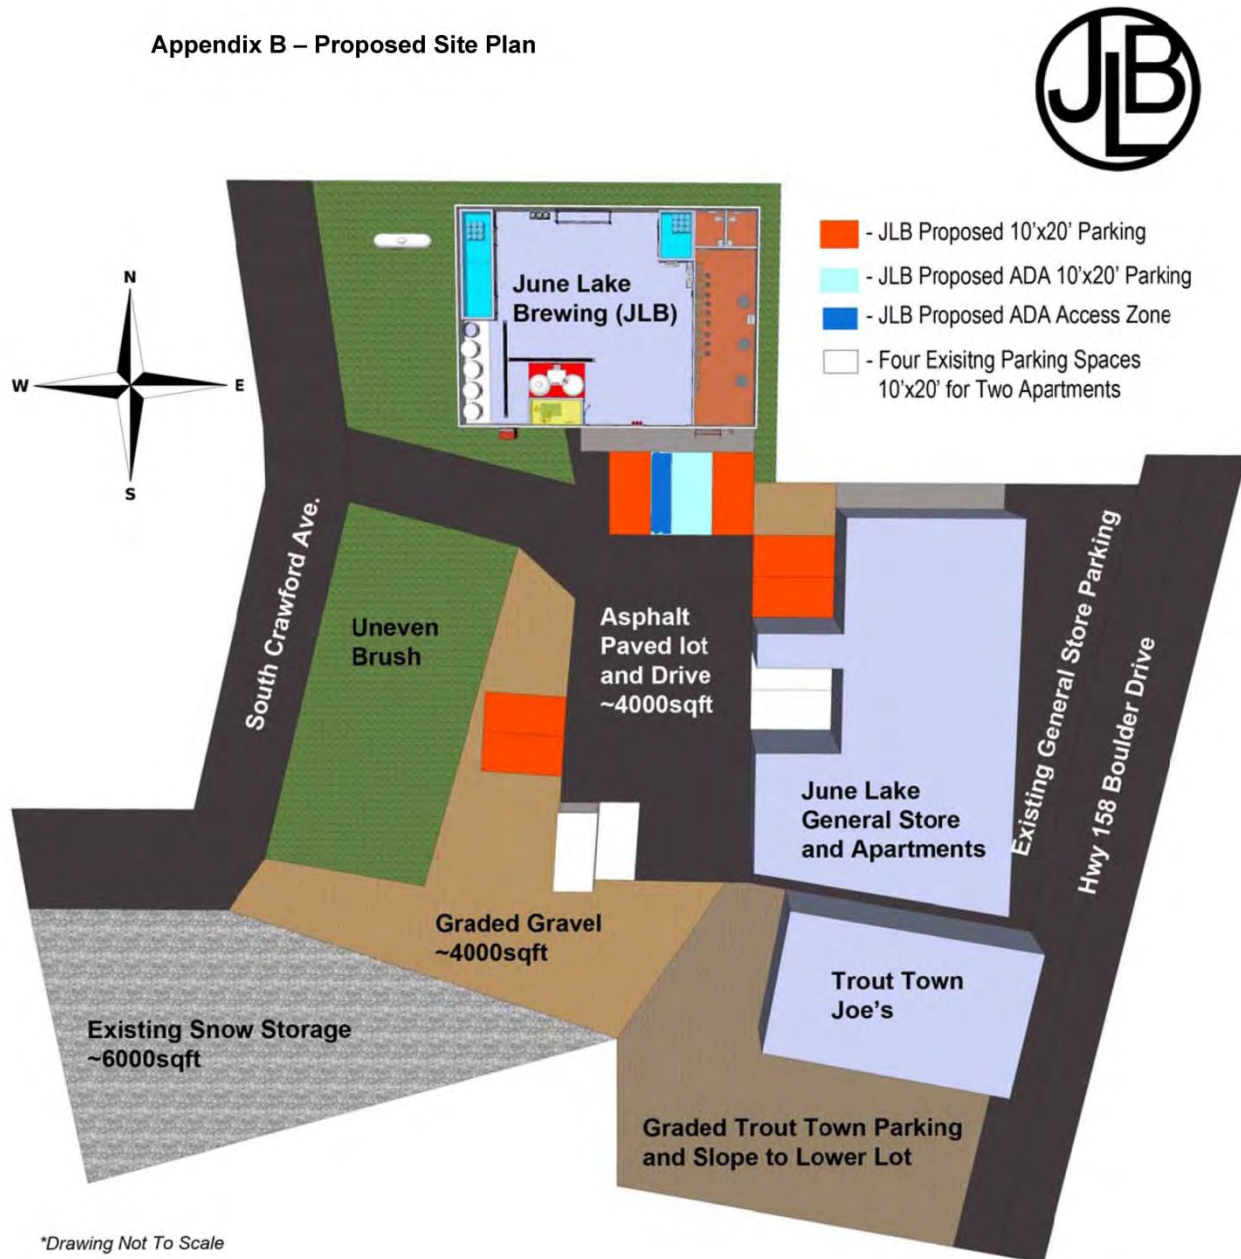 Appendix B – Proposed Site Plan
JLB
- JLB Proposed 10'x20' Parking
- JLB Proposed ADA 10'x20' Parking
- JLB Proposed ADA Access Zone
- Four Exisitng Parking Spaces
10'x20' for Two Apartments
N
W
E
S
June Lake
Brewing (JLB)
South Crawford Ave.
Uneven
Brush
Asphalt
Paved lot
and Drive
~4000sqft
Existing General Store Parking
Hwy 158 Boulder Drive
June Lake
General Store
and Apartments
Graded Gravel
~4000sqft
Trout Town
Joe's
Existing Snow Storage
~6000sqft
Graded Trout Town Parking
and Slope to Lower Lot
*Drawing Not To Scale